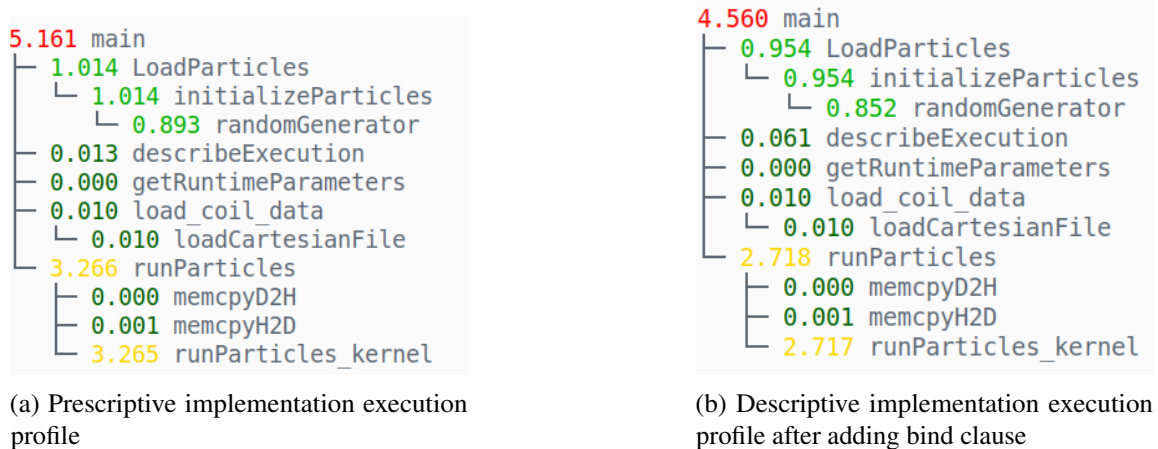 5.161 main
1.014 LoadParticles
1.014 initializeParticles
0.893 randomGenerator
0.013 describeExecution
0.000 getRuntimeParameters
0.010 load_coil_data
0.010 loadCartesianFile
3.266 runParticles
0.000 memcpyD2H
0.001 memcpyH2D
3.265 runParticles_kernel
(a) Prescriptive implementation execution
profile
4.560 main
0.954 LoadParticles
0.954 initializeParticles
0.852 randomGenerator
0.061 describeExecution
0.000 getRuntimeParameters
0.010 load_coil_data
0.010 loadCartesianFile
2.718 runParticles
0.000 memcpyD2H
0.001 memcpyH2D
2.717 runParticles_kernel
(b) Descriptive implementation execution
profile after adding bind clause